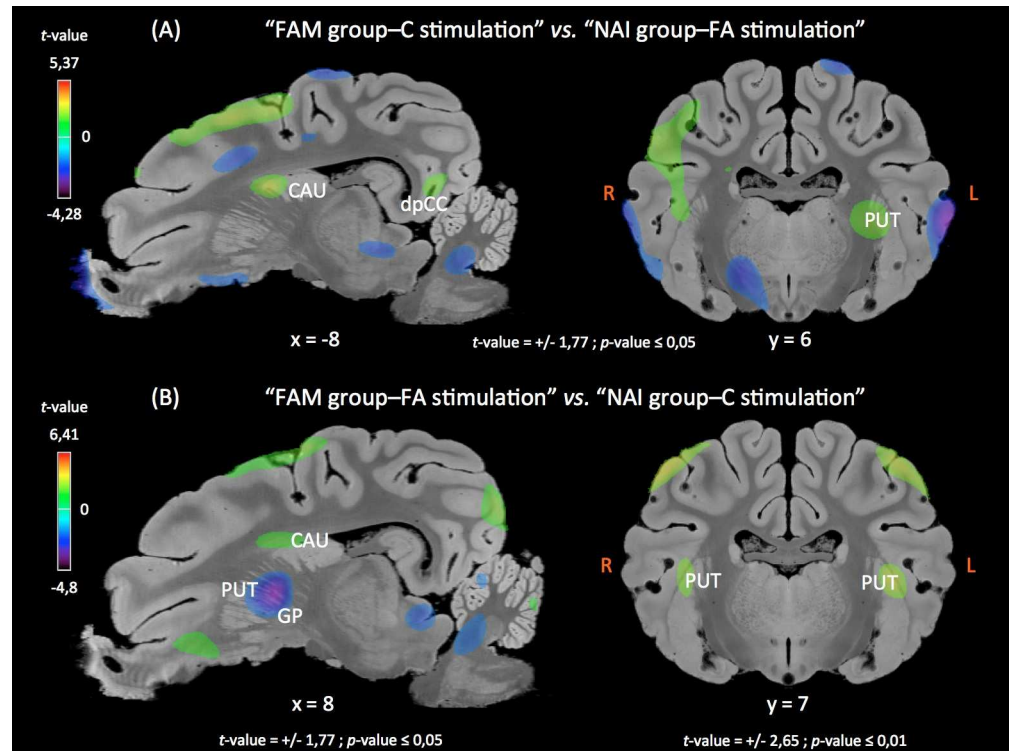 (A) "FAM group–C stimulation" vs. "NAI group–FA stimulation"
t-value
5,37
0
-4,28
CAU
dpCC
R
L
PUT
x = -8
t-value = +/- 1,77 ; p-value ≤ 0,05
y = 6
(B) "FAM group–FA stimulation" vs. "NAI group–C stimulation"
t-value
6,41
0
-4,8
CAU
PUT
GP
R
L
PUT
PUT
x = 8
y = 7
t-value = +/- 1,77 ; p-value ≤ 0,05
t-value = +/- 2,65 ; p-value ≤ 0,01